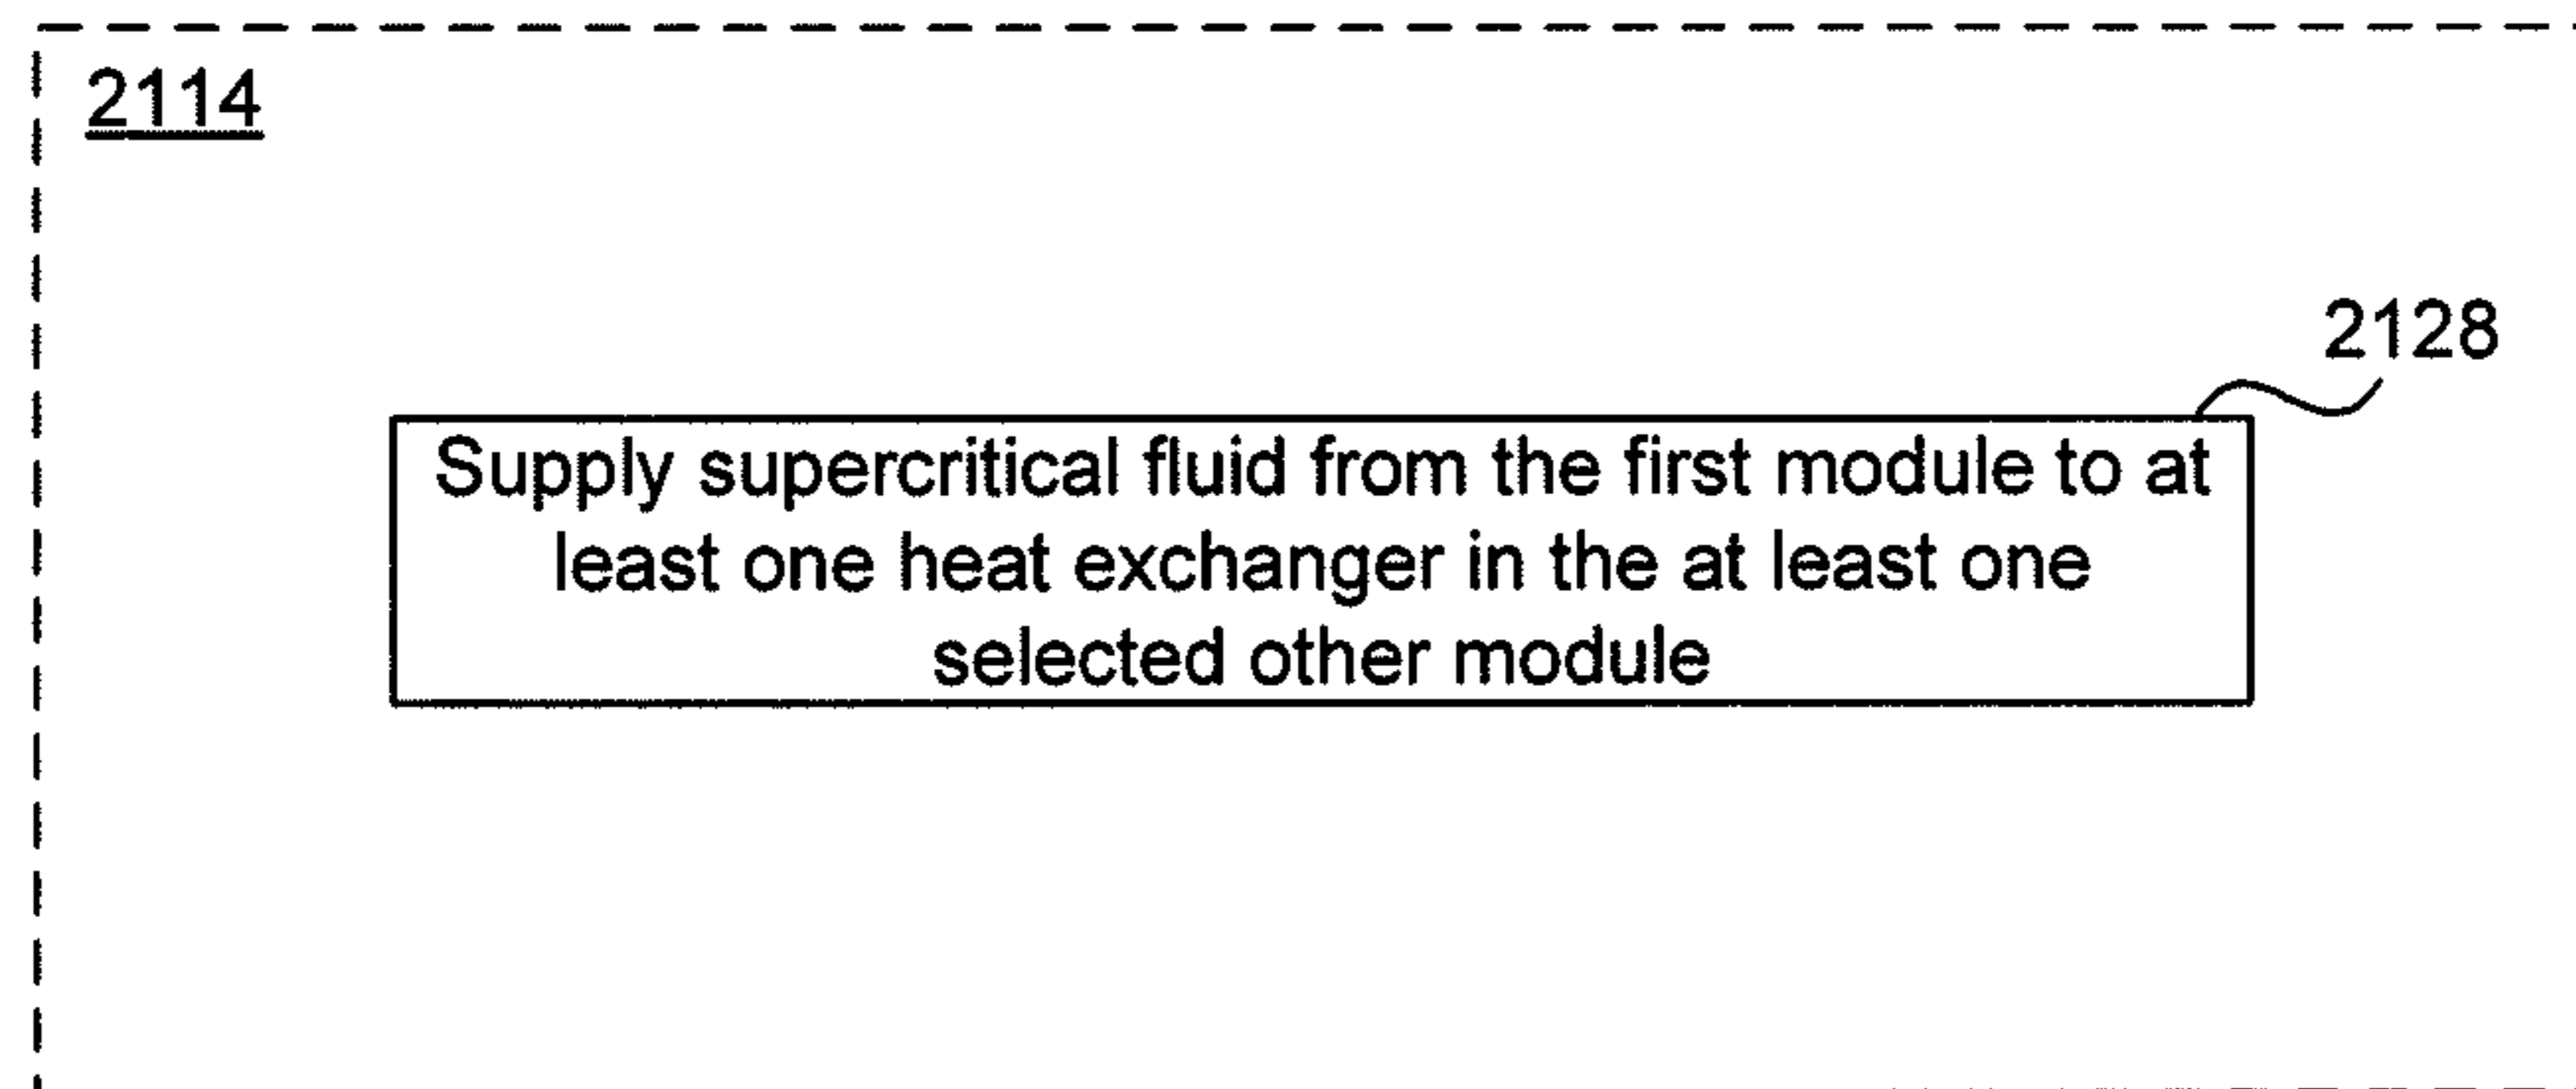 2114
2128
Supply supercritical fluid from the first module to at
least one heat exchanger in the at least one
selected other module